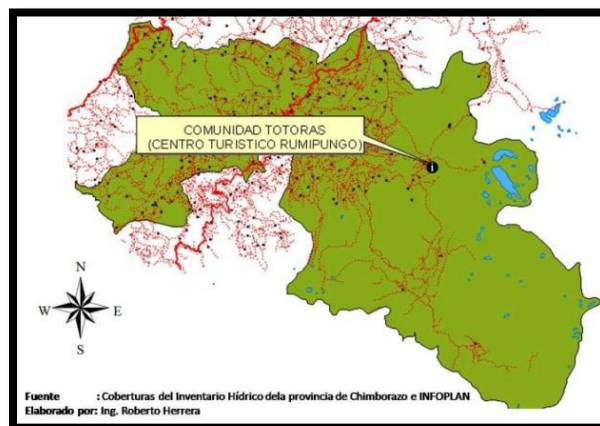 COMUNIDAD TOTORAS
(CENTRO TURISTICO RUMIPUNGO)
i
N
W E
S
Fuente : Coberturas del Inventario Hídrico dela provincia de Chimborazo e INFOPLAN
Elaborado por: Ing. Roberto Herrera